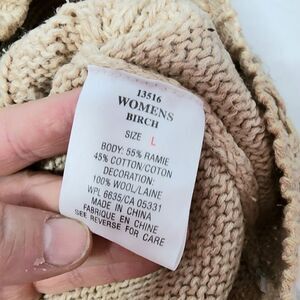 13516
WOMENS
BIRCH
SIZE L
BODY: 55% RAMIE
45% COTTON/COTON
DECORATION:
100% WOOL/LAINE
WPL 6635/CA 05331
MADE IN CHINA
FABRIQUE EN CHINE
SEE REVERSE FOR CARE